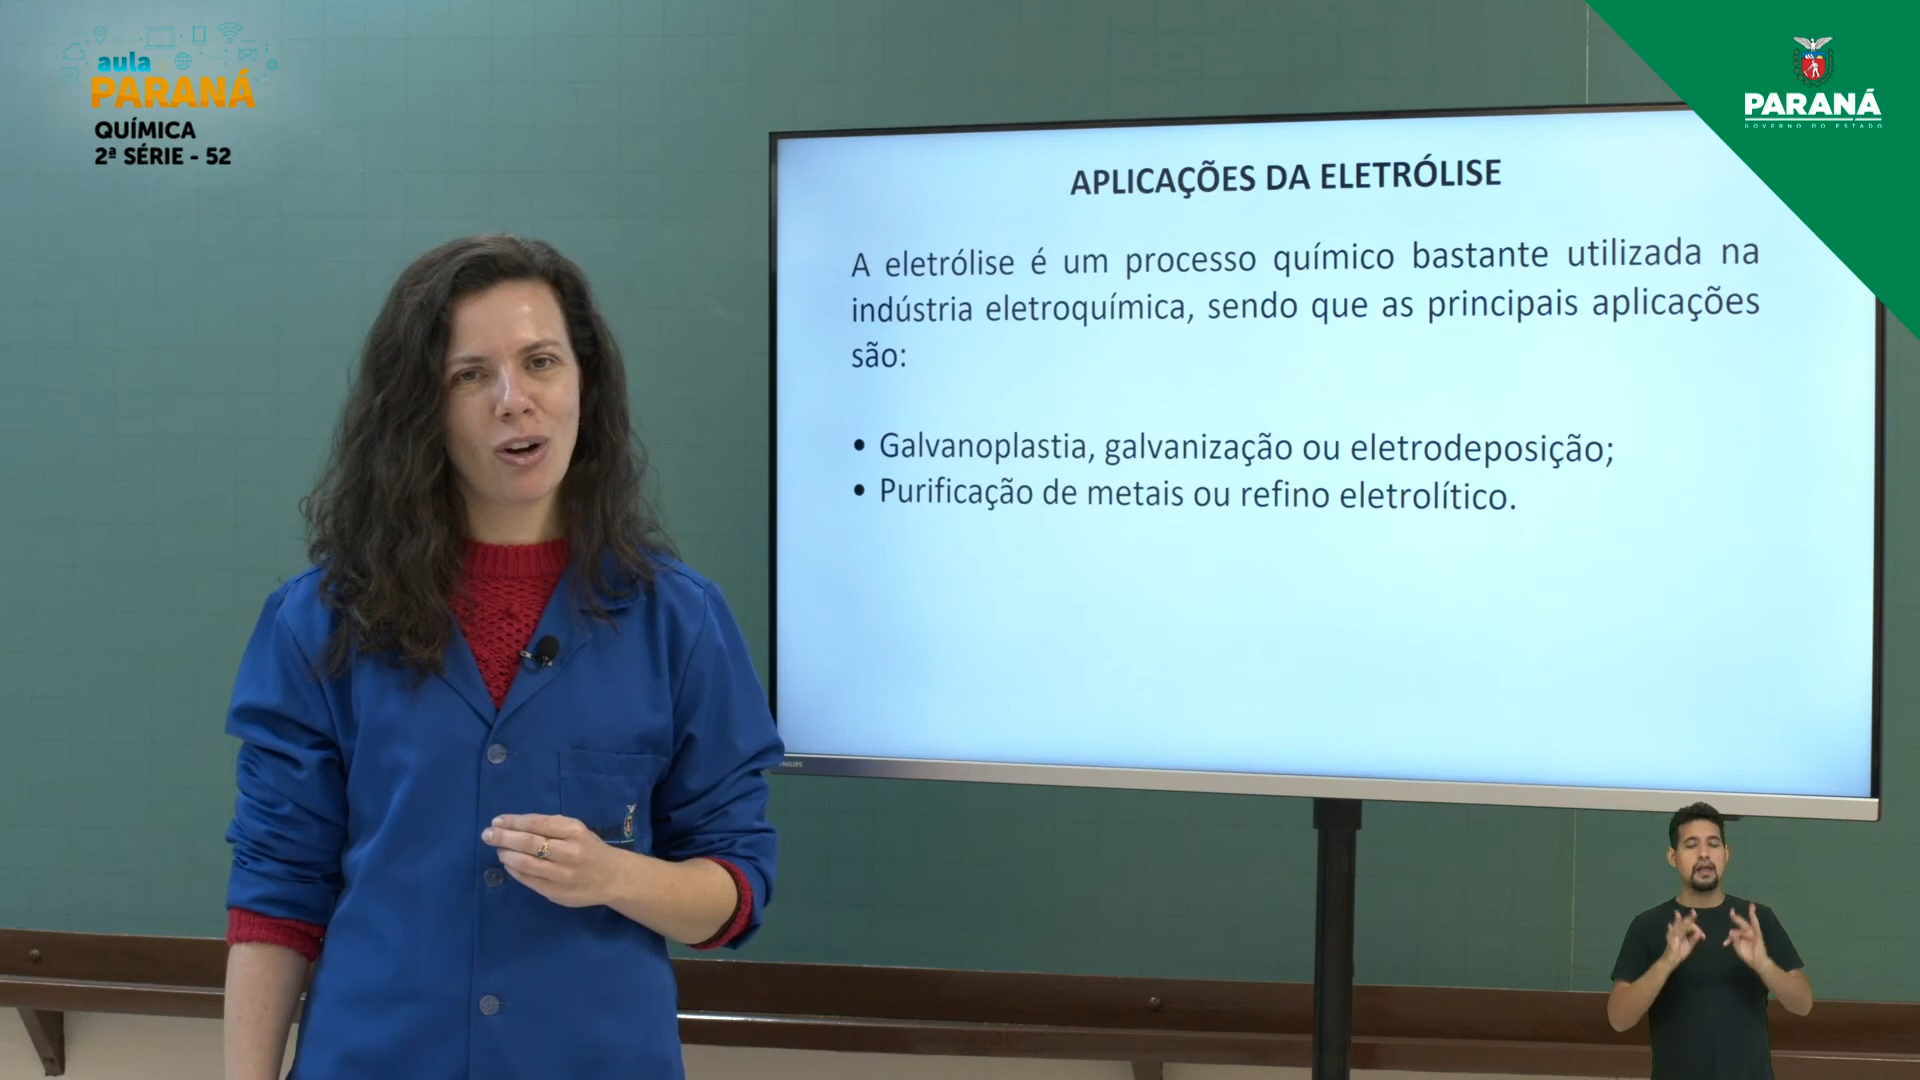 aula
PARANÁ
QUÍMICA
2ª SÉRIE - 52
PARANÁ
GOVERNO DO ESTADO
APLICAÇÕES DA ELETRÓLISE
A eletrólise é um processo químico bastante utilizada na
indústria eletroquímica, sendo que as principais aplicações
são:
• Galvanoplastia, galvanização ou eletrodeposição;
• Purificação de metais ou refino eletrolítico.
PHILIPS